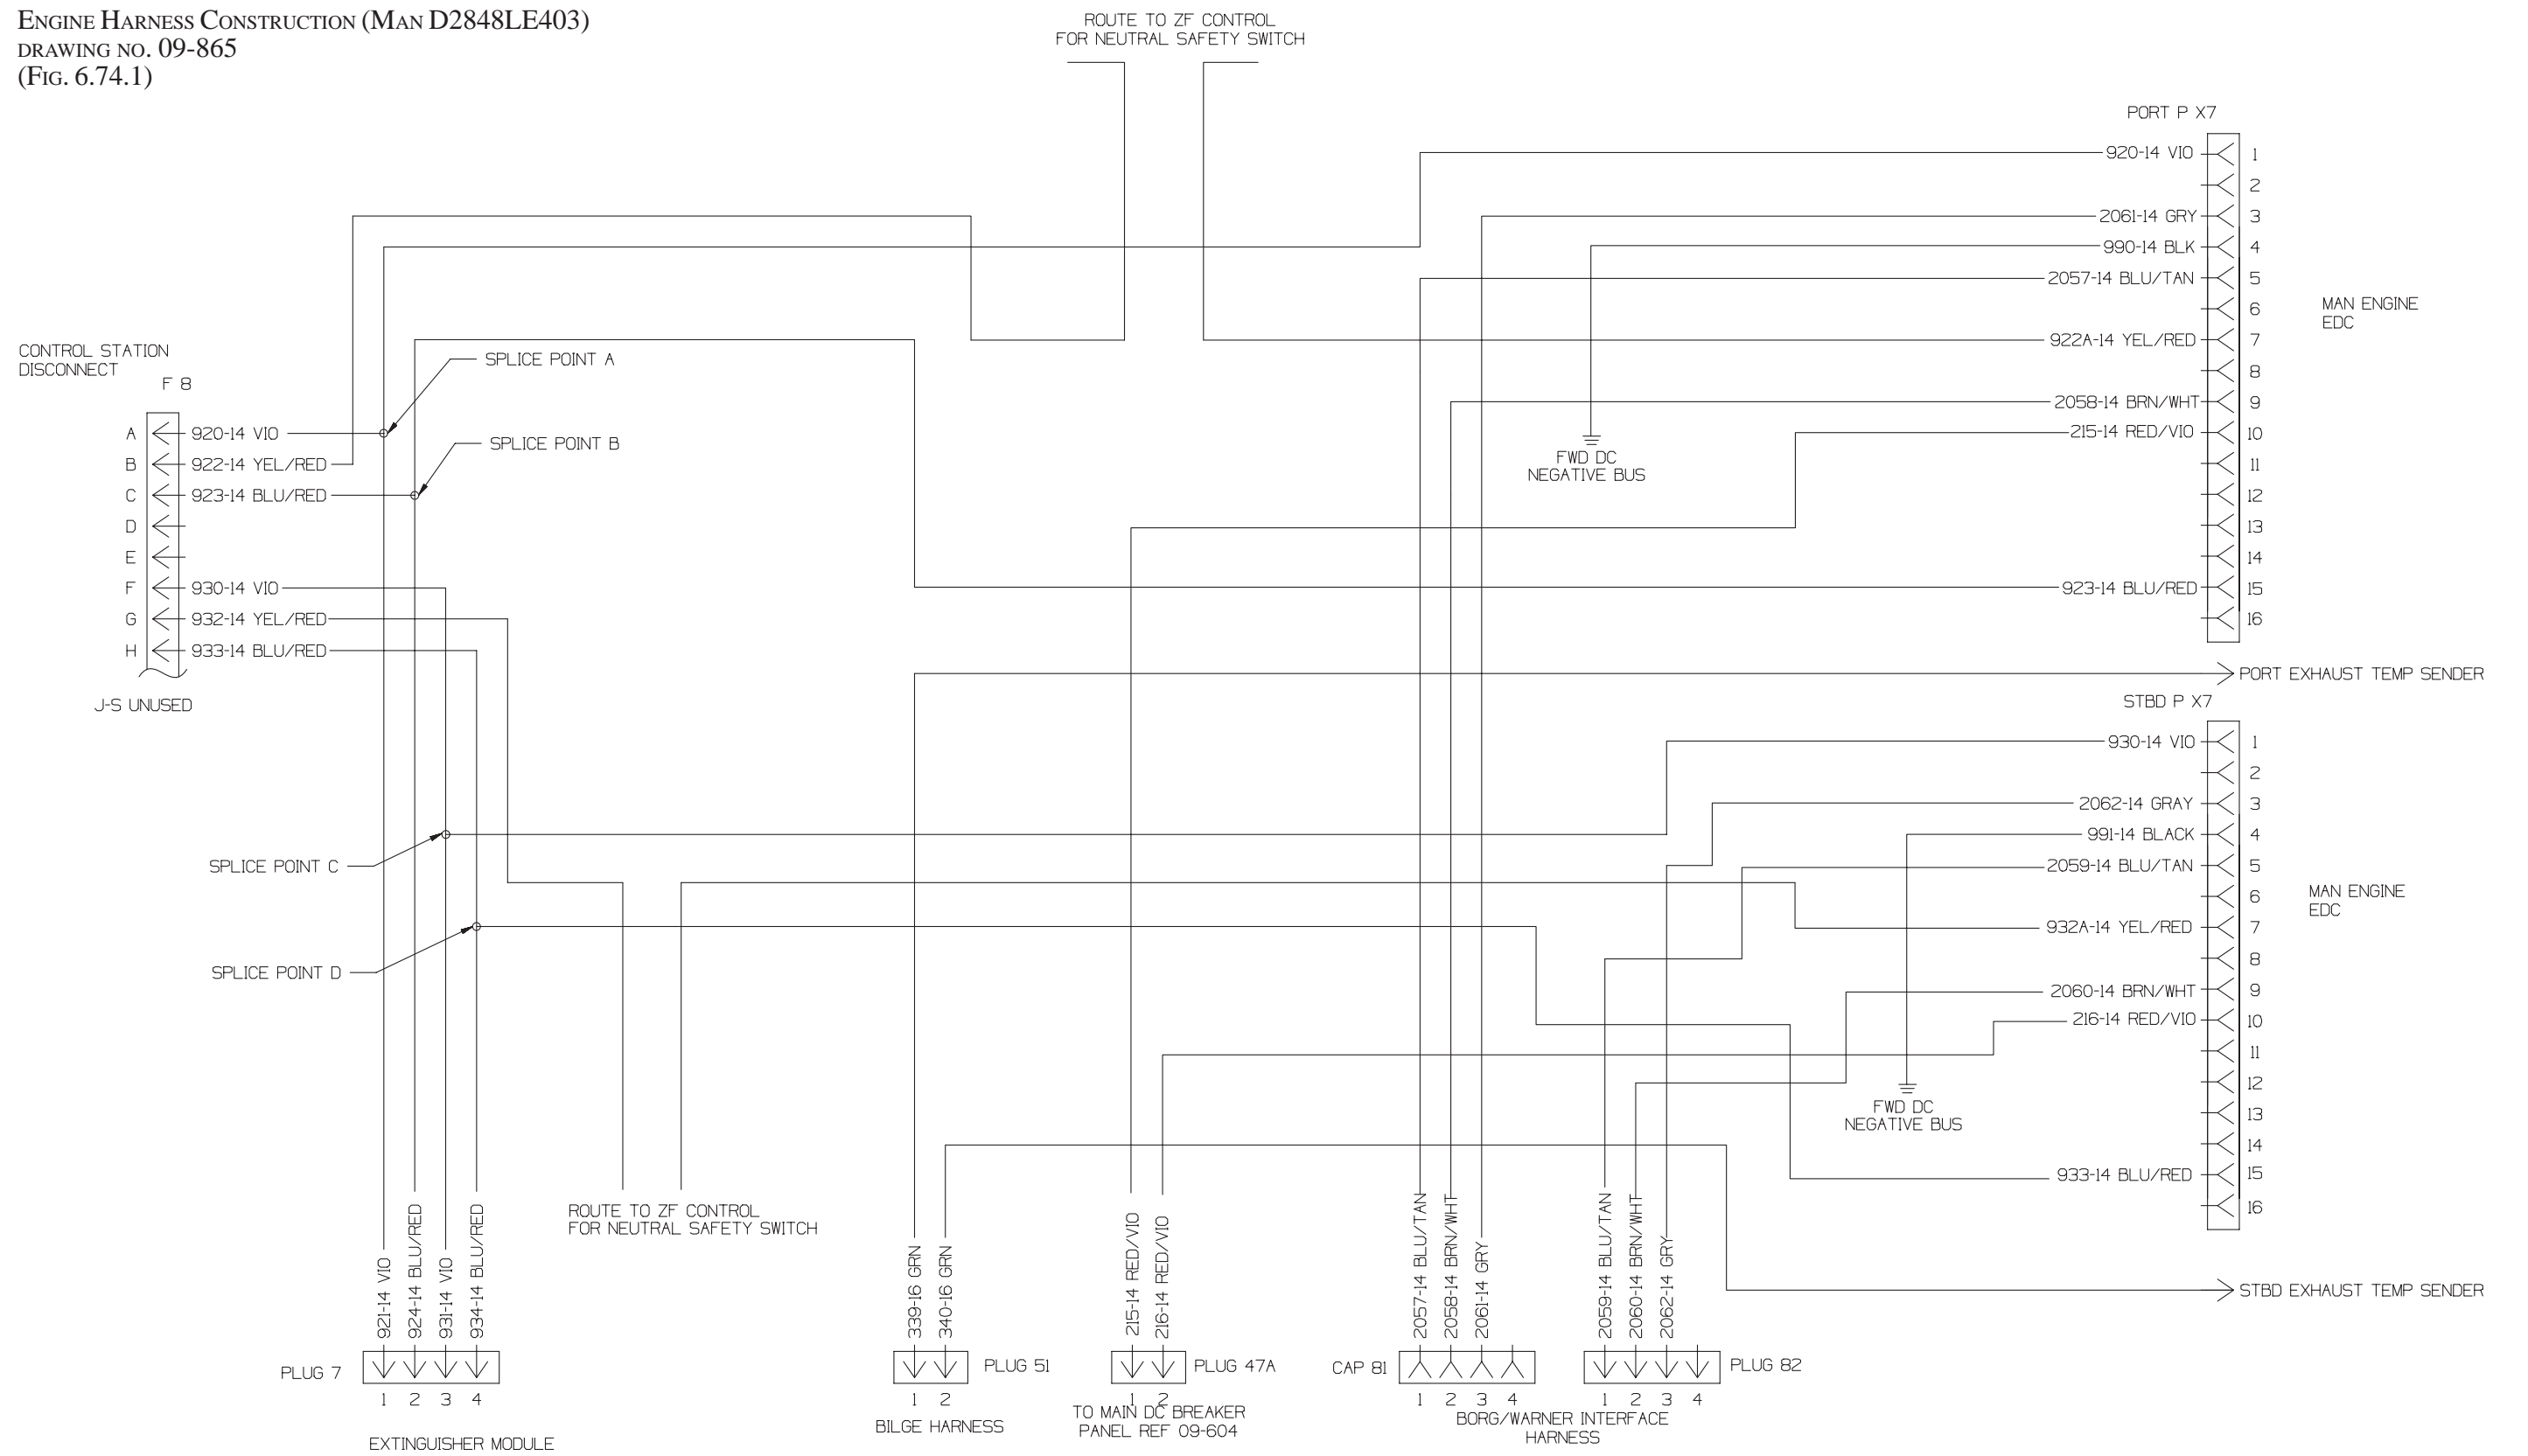 ENGINE HARNESS CONSTRUCTION (MAN D2848LE403)
DRAWING NO. 09-865
(FIG. 6.74.1)
ROUTE TO ZF CONTROL
FOR NEUTRAL SAFETY SWITCH
PORT P X7
920-14 VIO 1
2
2061-14 GRY 3
990-14 BLK 4
2057-14 BLU/TAN 5
6
922A-14 YEL/RED 7
8
2058-14 BRN/WHT 9
215-14 RED/VIO 10
11
12
13
14
923-14 BLU/RED 15
16
MAN ENGINE
EDC
FWD DC
NEGATIVE BUS
CONTROL STATION
DISCONNECT
F 8
SPLICE POINT A
SPLICE POINT B
A 920-14 VIO
B 922-14 YEL/RED
C 923-14 BLU/RED
D
E
F 930-14 VIO
G 932-14 YEL/RED
H 933-14 BLU/RED
J-S UNUSED
PORT EXHAUST TEMP SENDER
STBD P X7
930-14 VIO 1
2
2062-14 GRAY 3
991-14 BLACK 4
2059-14 BLU/TAN 5
6
932A-14 YEL/RED 7
8
2060-14 BRN/WHT 9
216-14 RED/VIO 10
11
12
13
14
933-14 BLU/RED 15
16
MAN ENGINE
EDC
FWD DC
NEGATIVE BUS
SPLICE POINT C
SPLICE POINT D
ROUTE TO ZF CONTROL
FOR NEUTRAL SAFETY SWITCH
STBD EXHAUST TEMP SENDER
921-14 VIO
924-14 BLU/RED
931-14 VIO
934-14 BLU/RED
PLUG 7
1 2 3 4
EXTINGUISHER MODULE
339-16 GRN
340-16 GRN
PLUG 51
1 2
BILGE HARNESS
215-14 RED/VIO
216-14 RED/VIO
PLUG 47A
1 2
TO MAIN DC BREAKER
PANEL REF 09-604
2057-14 BLU/TAN
2058-14 BRN/WHT
2061-14 GRY
CAP 81
1 2 3 4
2059-14 BLU/TAN
2060-14 BRN/WHT
2062-14 GRY
PLUG 82
1 2 3 4
BORG/WARNER INTERFACE
HARNESS